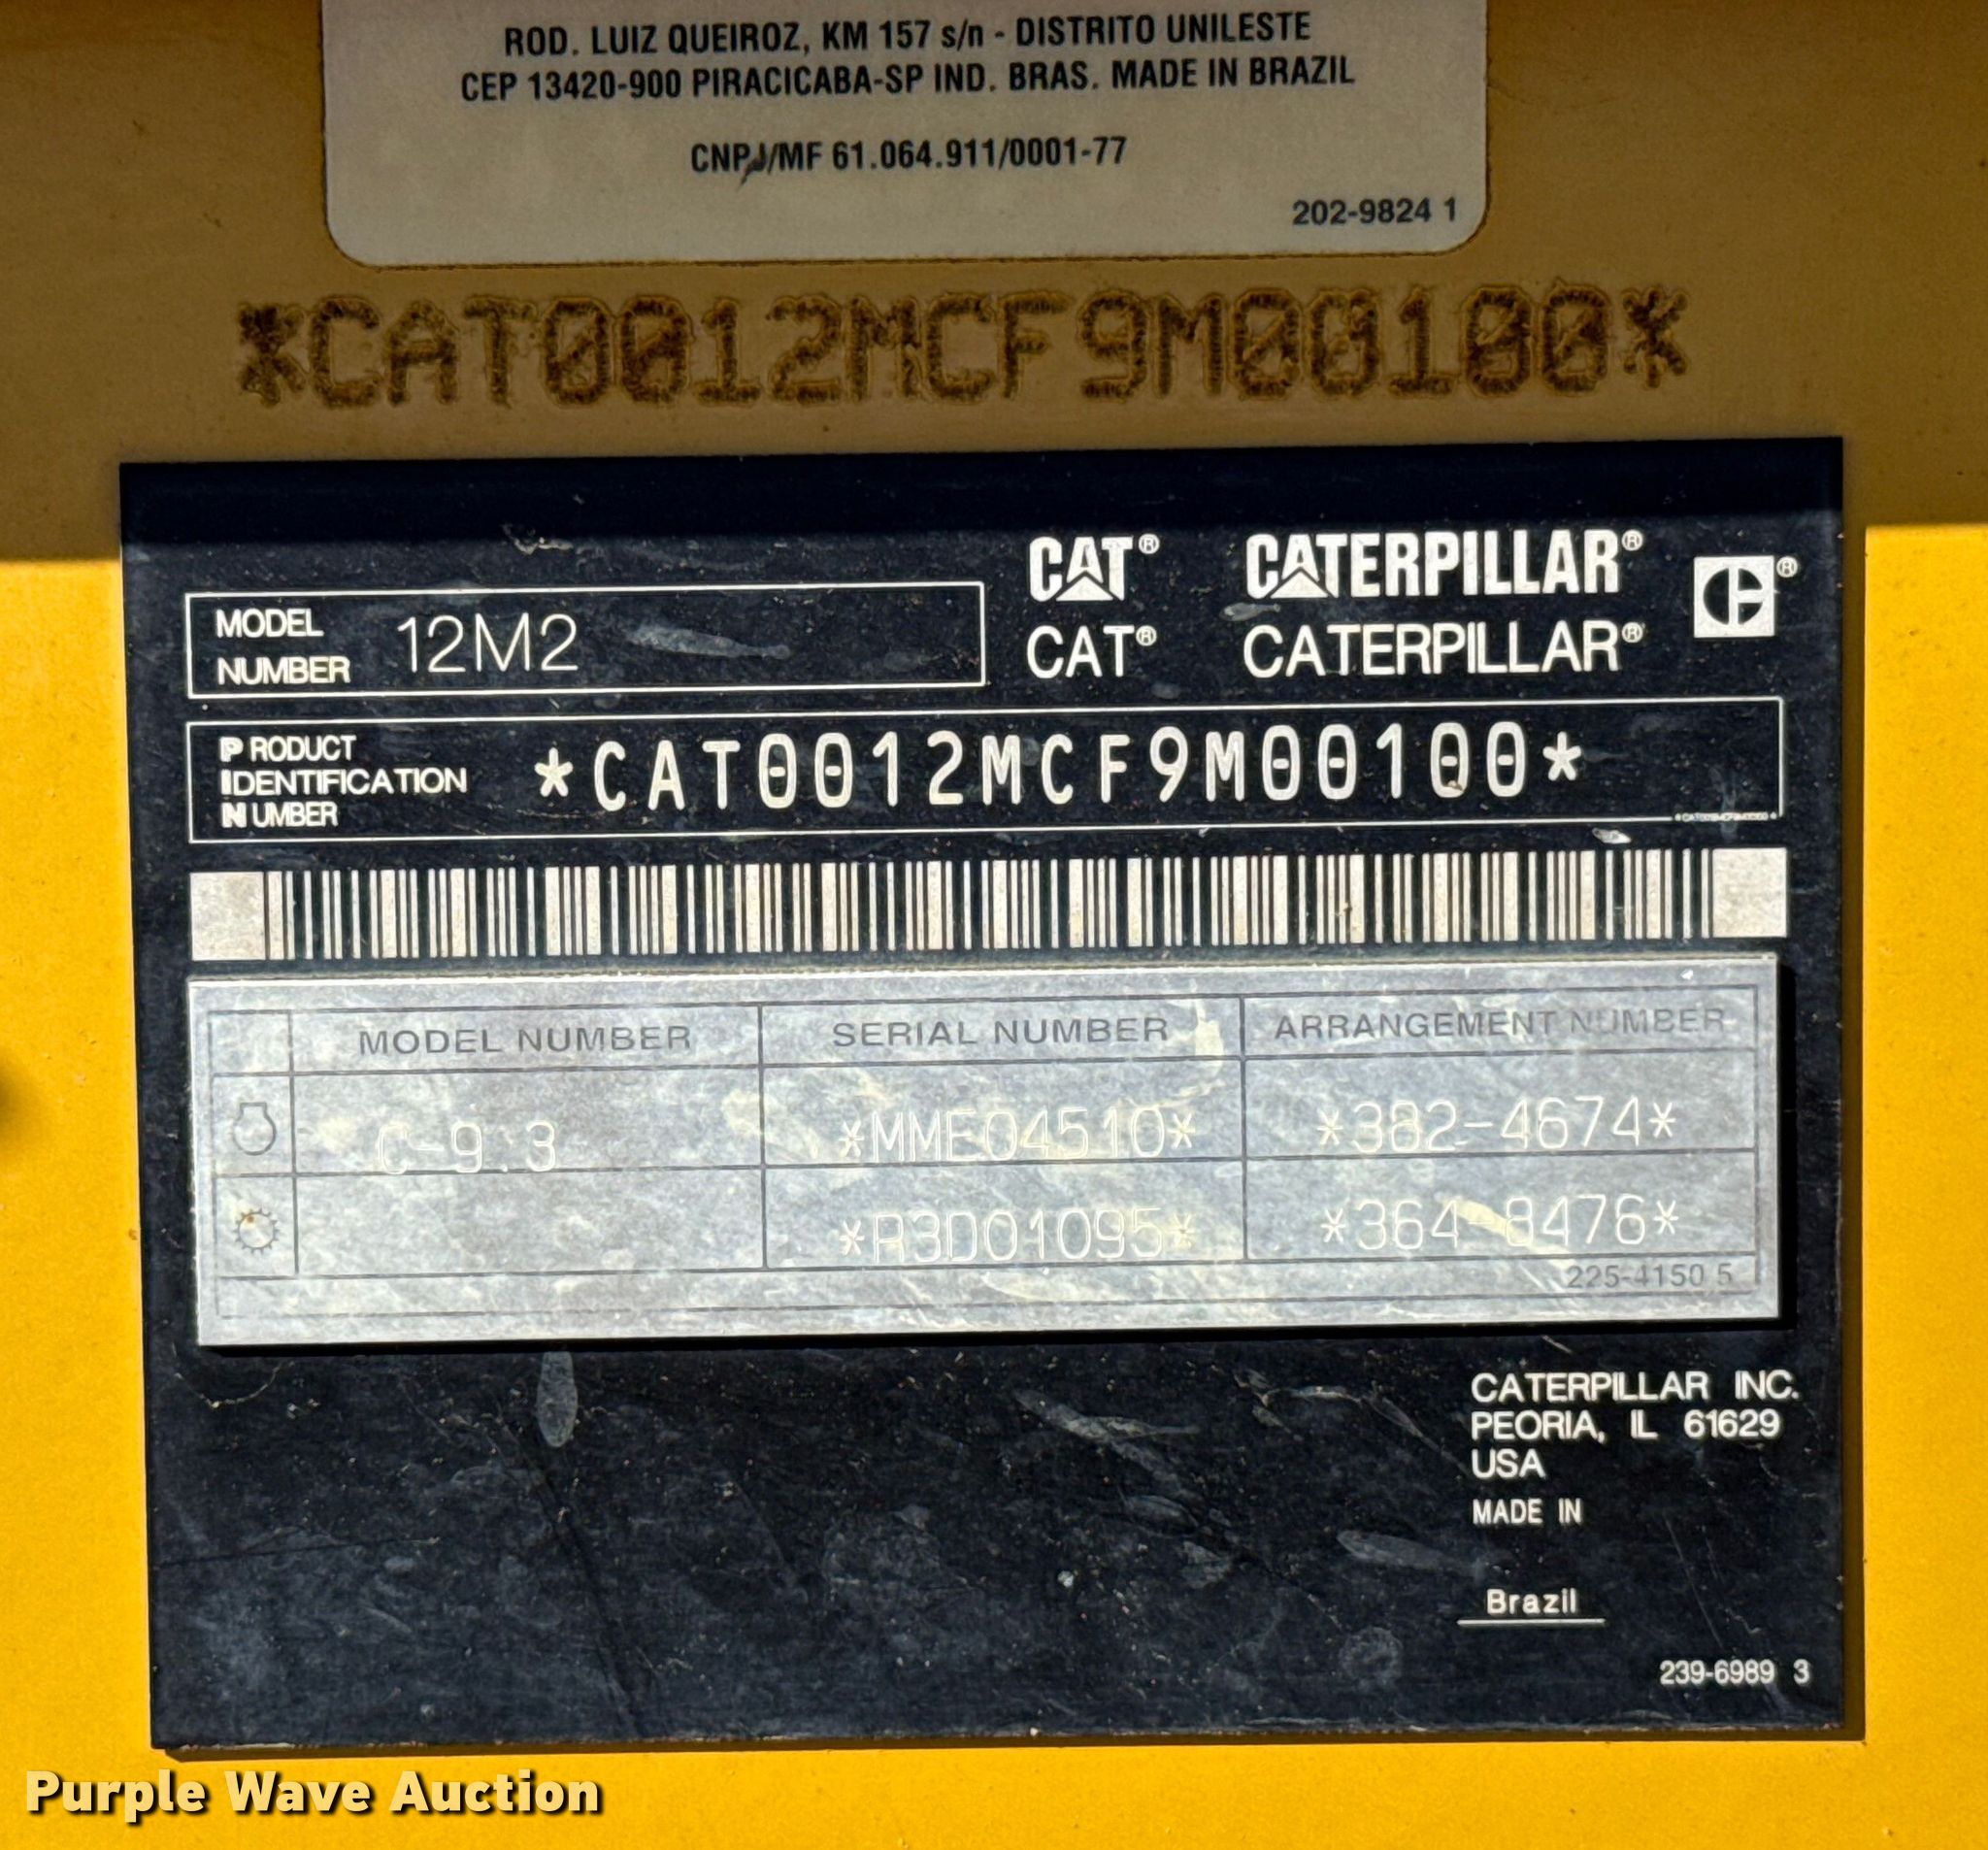 ROD. LUIZ QUEIROZ, KM 157 s/n - DISTRITO UNILESTE
CEP 13420-900 PIRACICABA-SP IND. BRAS. MADE IN BRAZIL
CNPJ/MF 61.064.911/0001-77
202-9824 1
*CAT0012MCF9M00100*
CAT® CATERPILLAR®
CAT® CATERPILLAR®
MODEL NUMBER 12M2
PRODUCT IDENTIFICATION NUMBER *CAT0012MCF9M00100*
MODEL NUMBER SERIAL NUMBER ARRANGEMENT NUMBER
C-9.3 *MME04510* *382-4674*
*R3D01095* *364-8476*
225-4150 5
CATERPILLAR INC.
PEORIA, IL 61629
USA
MADE IN
Brazil
239-6989 3
Purple Wave Auction